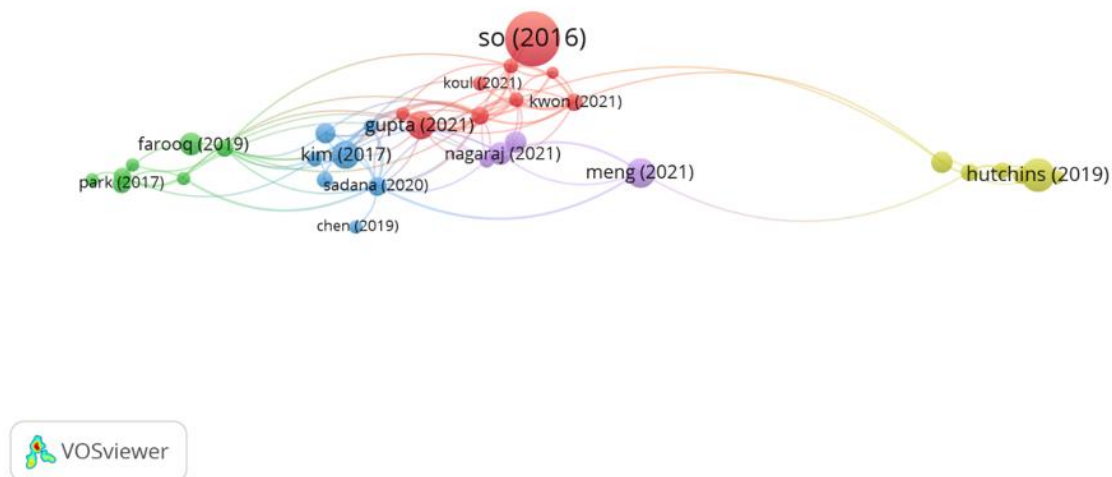 so (2016)
koul (2021)
kwon (2021)
gupta (2021)
farooq (2019)
kim (2017)
nagaraj (2021)
meng (2021)
hutchins (2019)
park (2017)
sadana (2020)
chen (2019)
VOSviewer